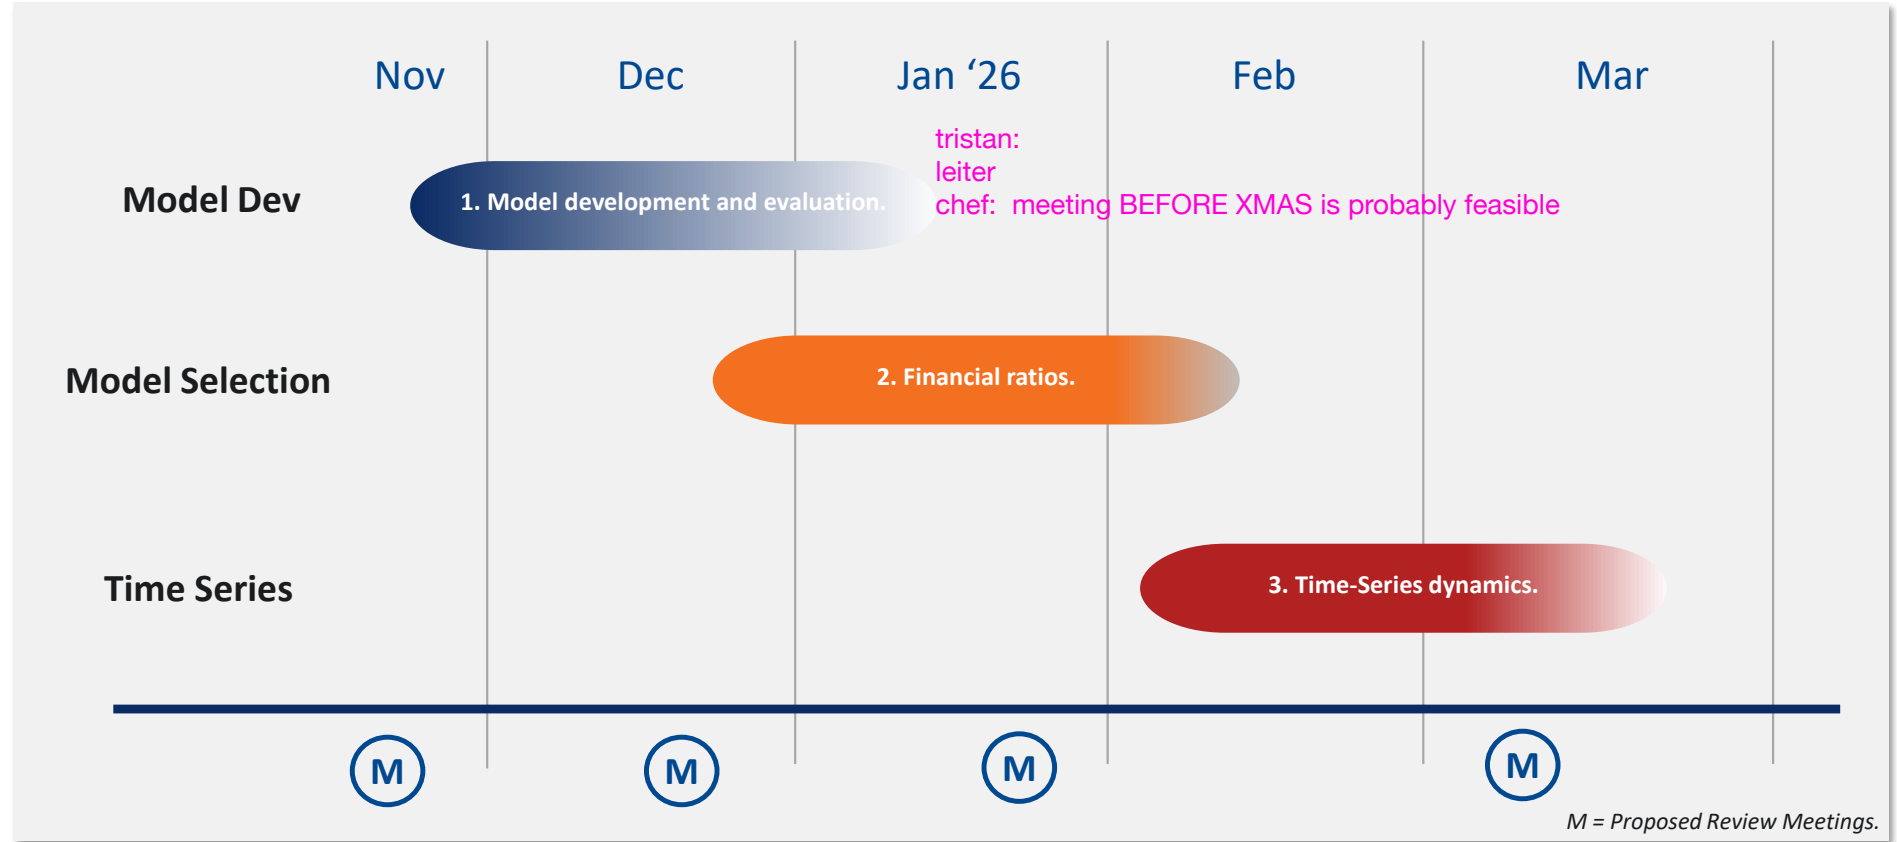 Nov Dec Jan ‘26 Feb Mar
tristan:
leiter
Model Dev 1. Model development and evaluation. chef:  meeting BEFORE XMAS is probably feasible
Model Selection 2. Financial ratios.
Time Series 3. Time-Series dynamics.
M M M M
M = Proposed Review Meetings.